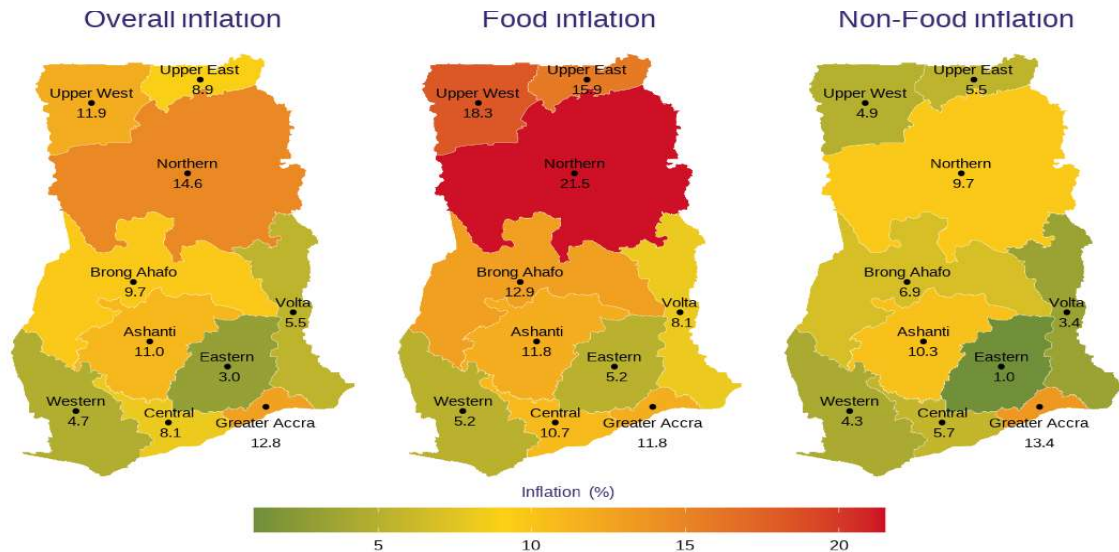 Overall Inflation
Food Inflation
Non-Food Inflation
Upper East
8.9
Upper West
11.9
Northern
14.6
Brong Ahafo
9.7
Volta
5.5
Ashanti
11.0
Eastern
3.0
Western
4.7
Central
8.1
Greater Accra
12.8
Upper East
15.9
Upper West
18.3
Northern
21.5
Brong Ahafo
12.9
Volta
8.1
Ashanti
11.8
Eastern
5.2
Western
5.2
Central
10.7
Greater Accra
11.8
Upper East
5.5
Upper West
4.9
Northern
9.7
Brong Ahafo
6.9
Volta
3.4
Ashanti
10.3
Eastern
1.0
Western
4.3
Central
5.7
Greater Accra
13.4
Inflation (%)
5
10
15
20